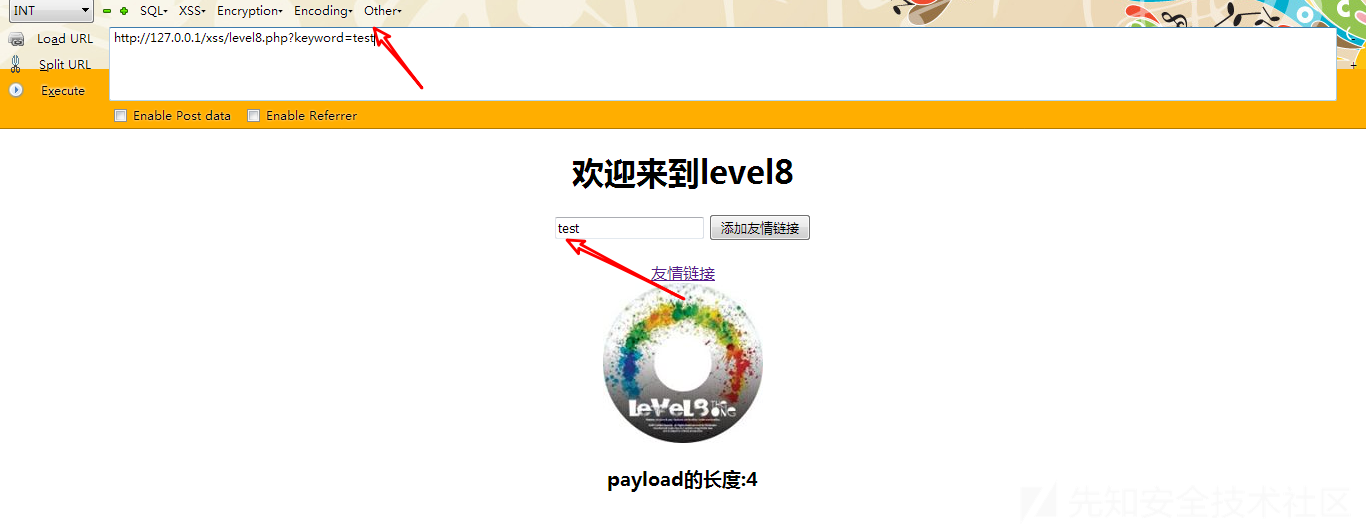 INT SQL· XSS· Encryption· Encoding· Other·
Load URL http://127.0.0.1/xss/level8.php?keyword=test
Split URL
Execute
Enable Post data Enable Referrer
欢迎来到level8
test 添加友情链接
友情链接
LeVeL8 THE ONG
payload的长度:4
先知安全技术社区